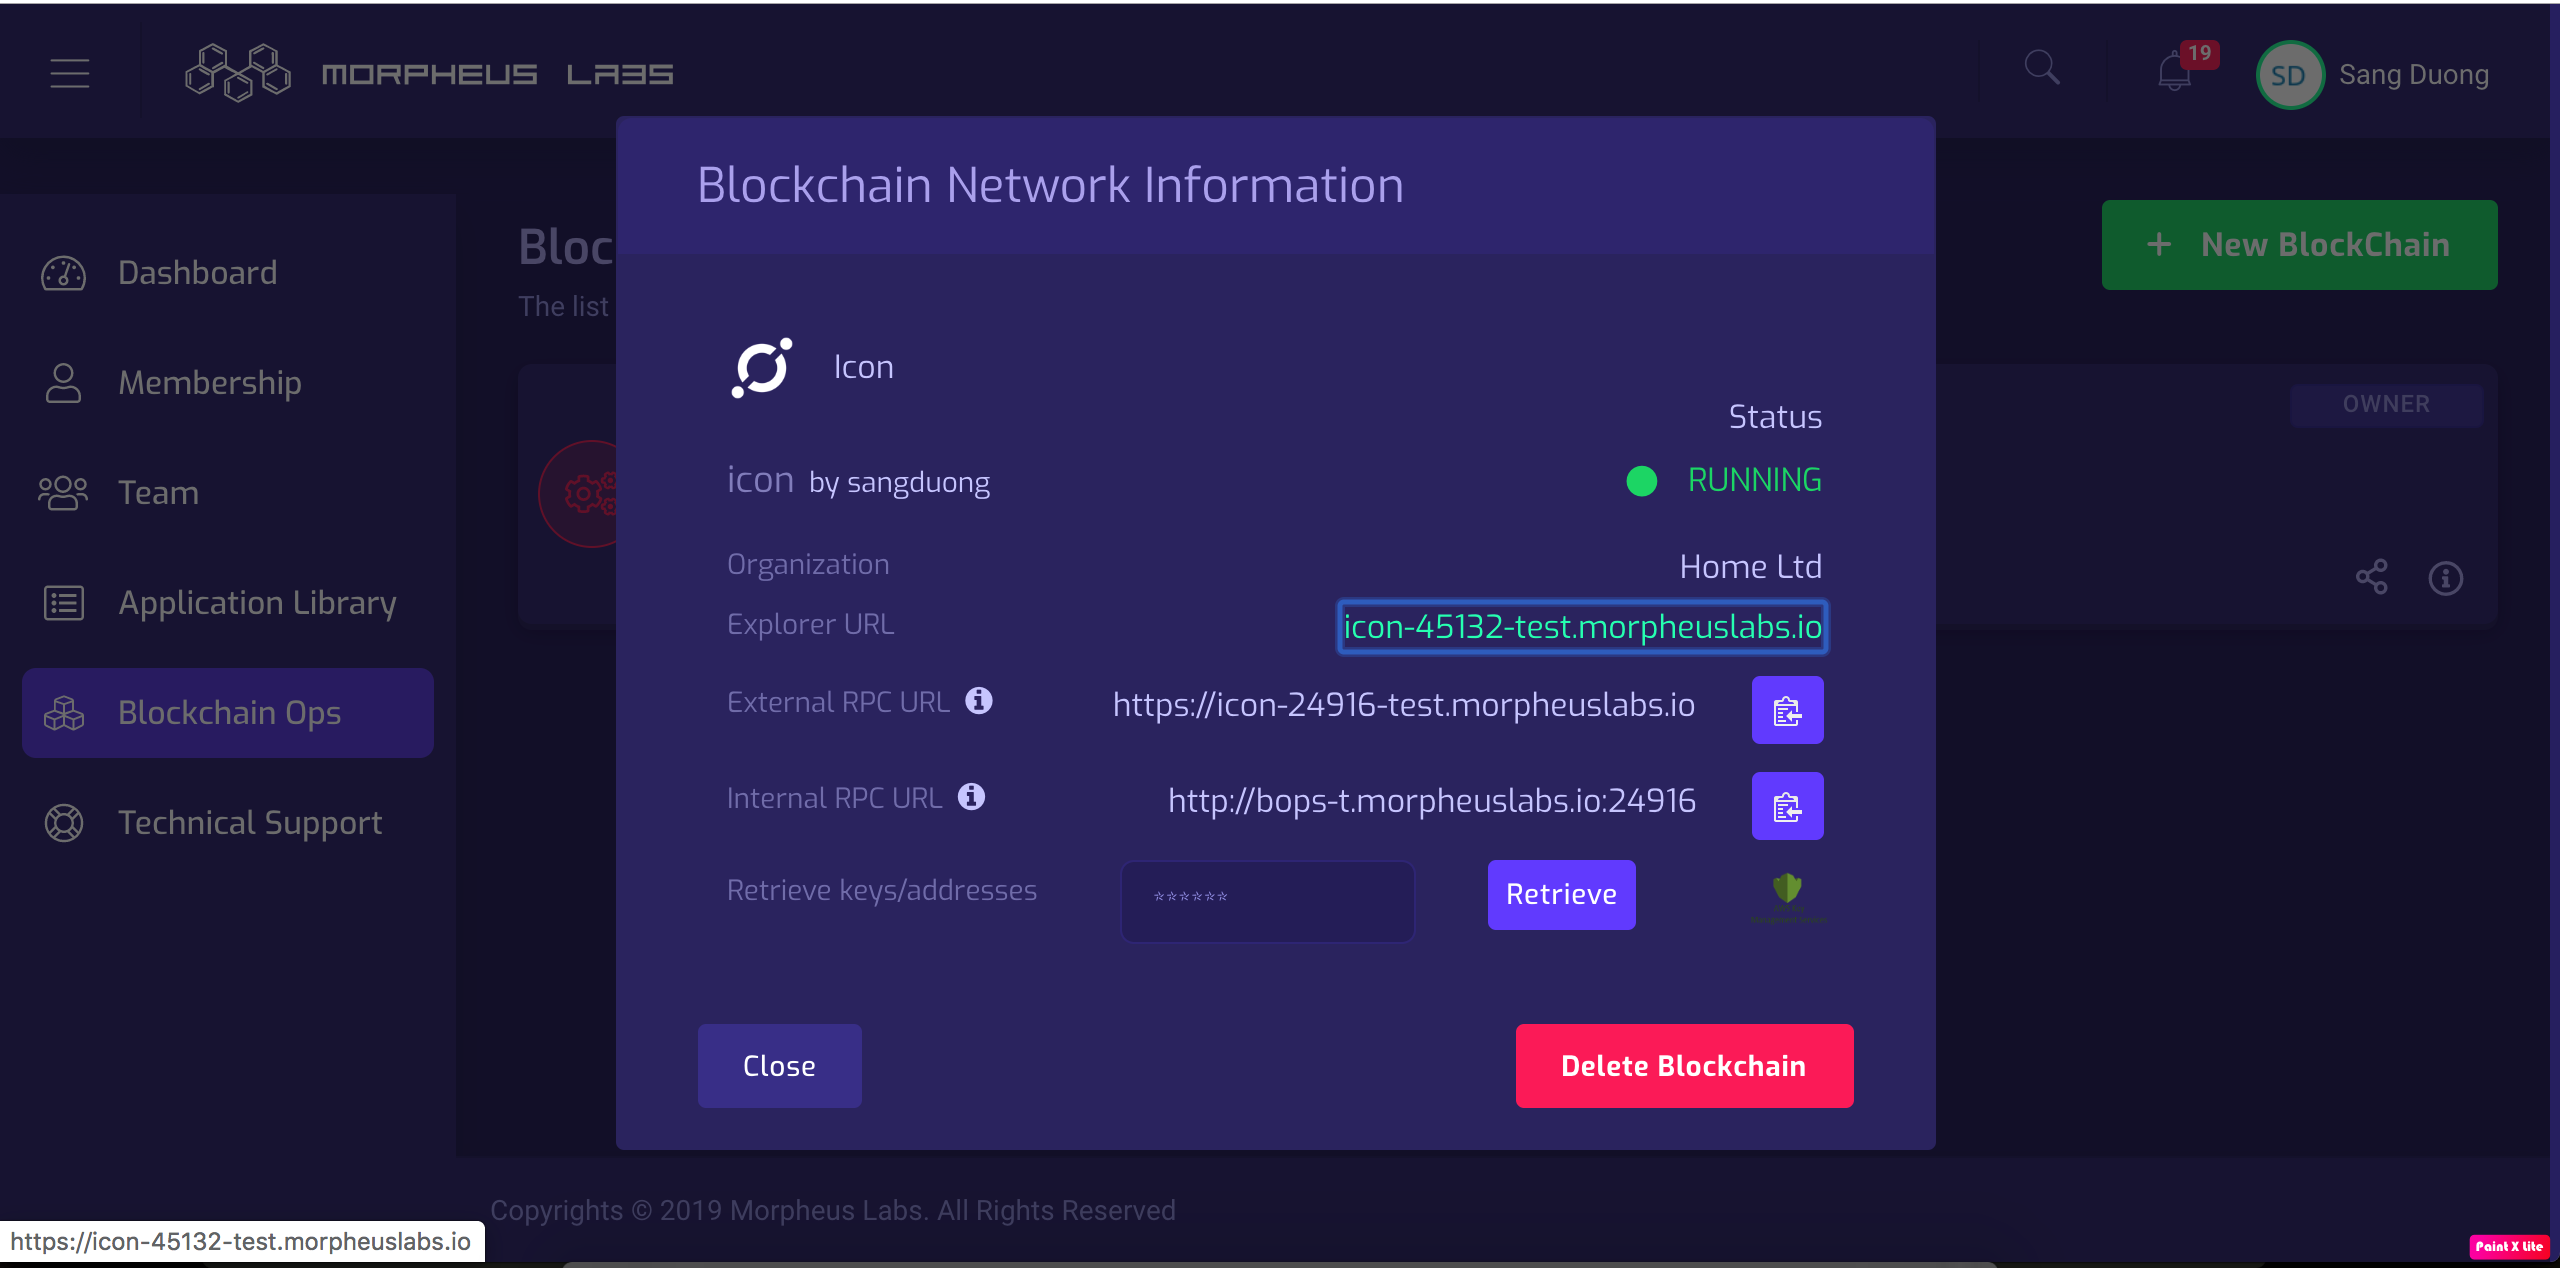 MORPHEUS LABS
19
SD
Sang Duong
Blockchain Network Information
Dashboard
Membership
Team
Application Library
Blockchain Ops
Technical Support
Bloc
The list
+ New BlockChain
OWNER
Icon
Status
icon by sangduong
RUNNING
Organization
Home Ltd
Explorer URL
icon-45132-test.morpheuslabs.io
External RPC URL
https://icon-24916-test.morpheuslabs.io
Internal RPC URL
http://bops-t.morpheuslabs.io:24916
Retrieve keys/addresses
******
Retrieve
Close
Delete Blockchain
Copyrights © 2019 Morpheus Labs. All Rights Reserved
https://icon-45132-test.morpheuslabs.io
Paint X Lite